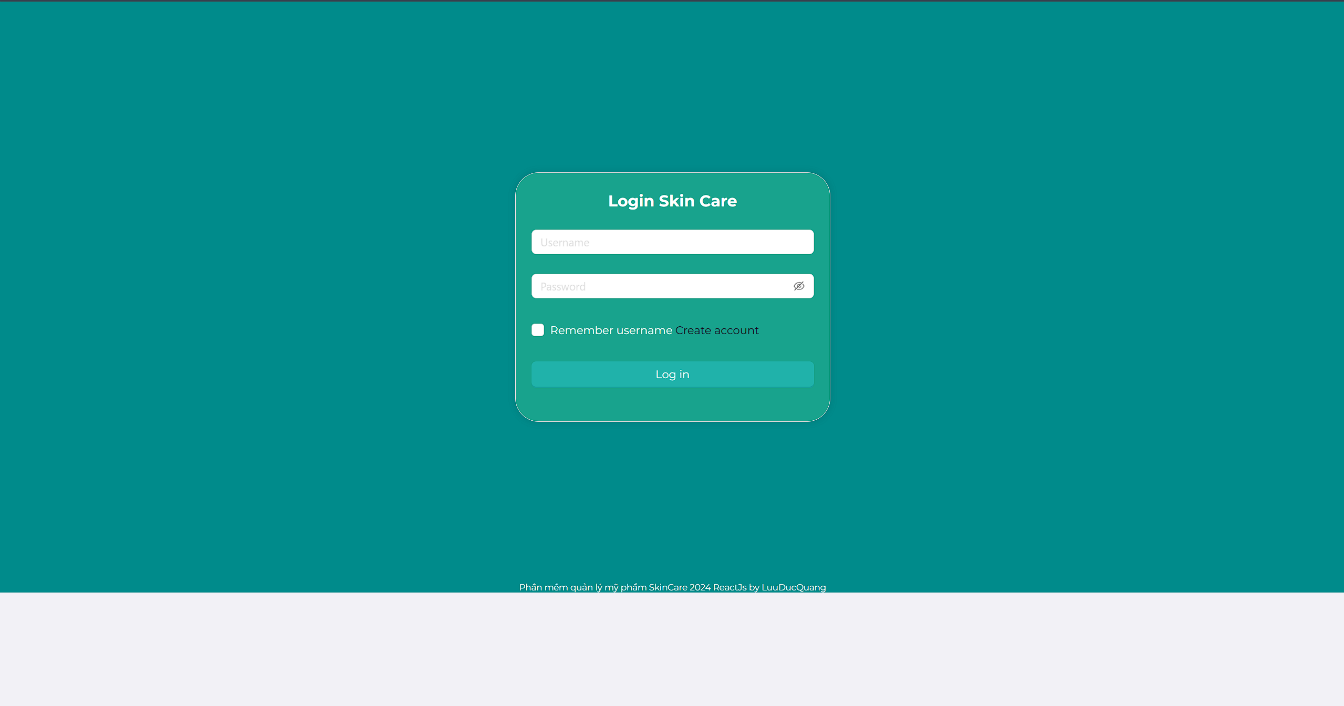 Login Skin Care
Username
Password
Remember username Create account
Log in
Phần mềm quản lý mỹ phẩm SkinCare 2024 ReactJs by LuuDucQuang